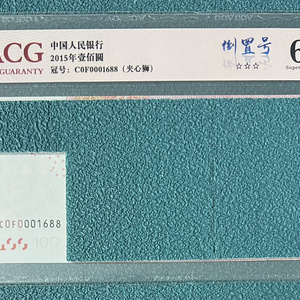 ACG
GUARANTY
中国人民银行
2015年壹佰圆
冠号: C0F0001688 (夹心狮)
倒置号
☆☆☆
6
Super
C0F0001688
100